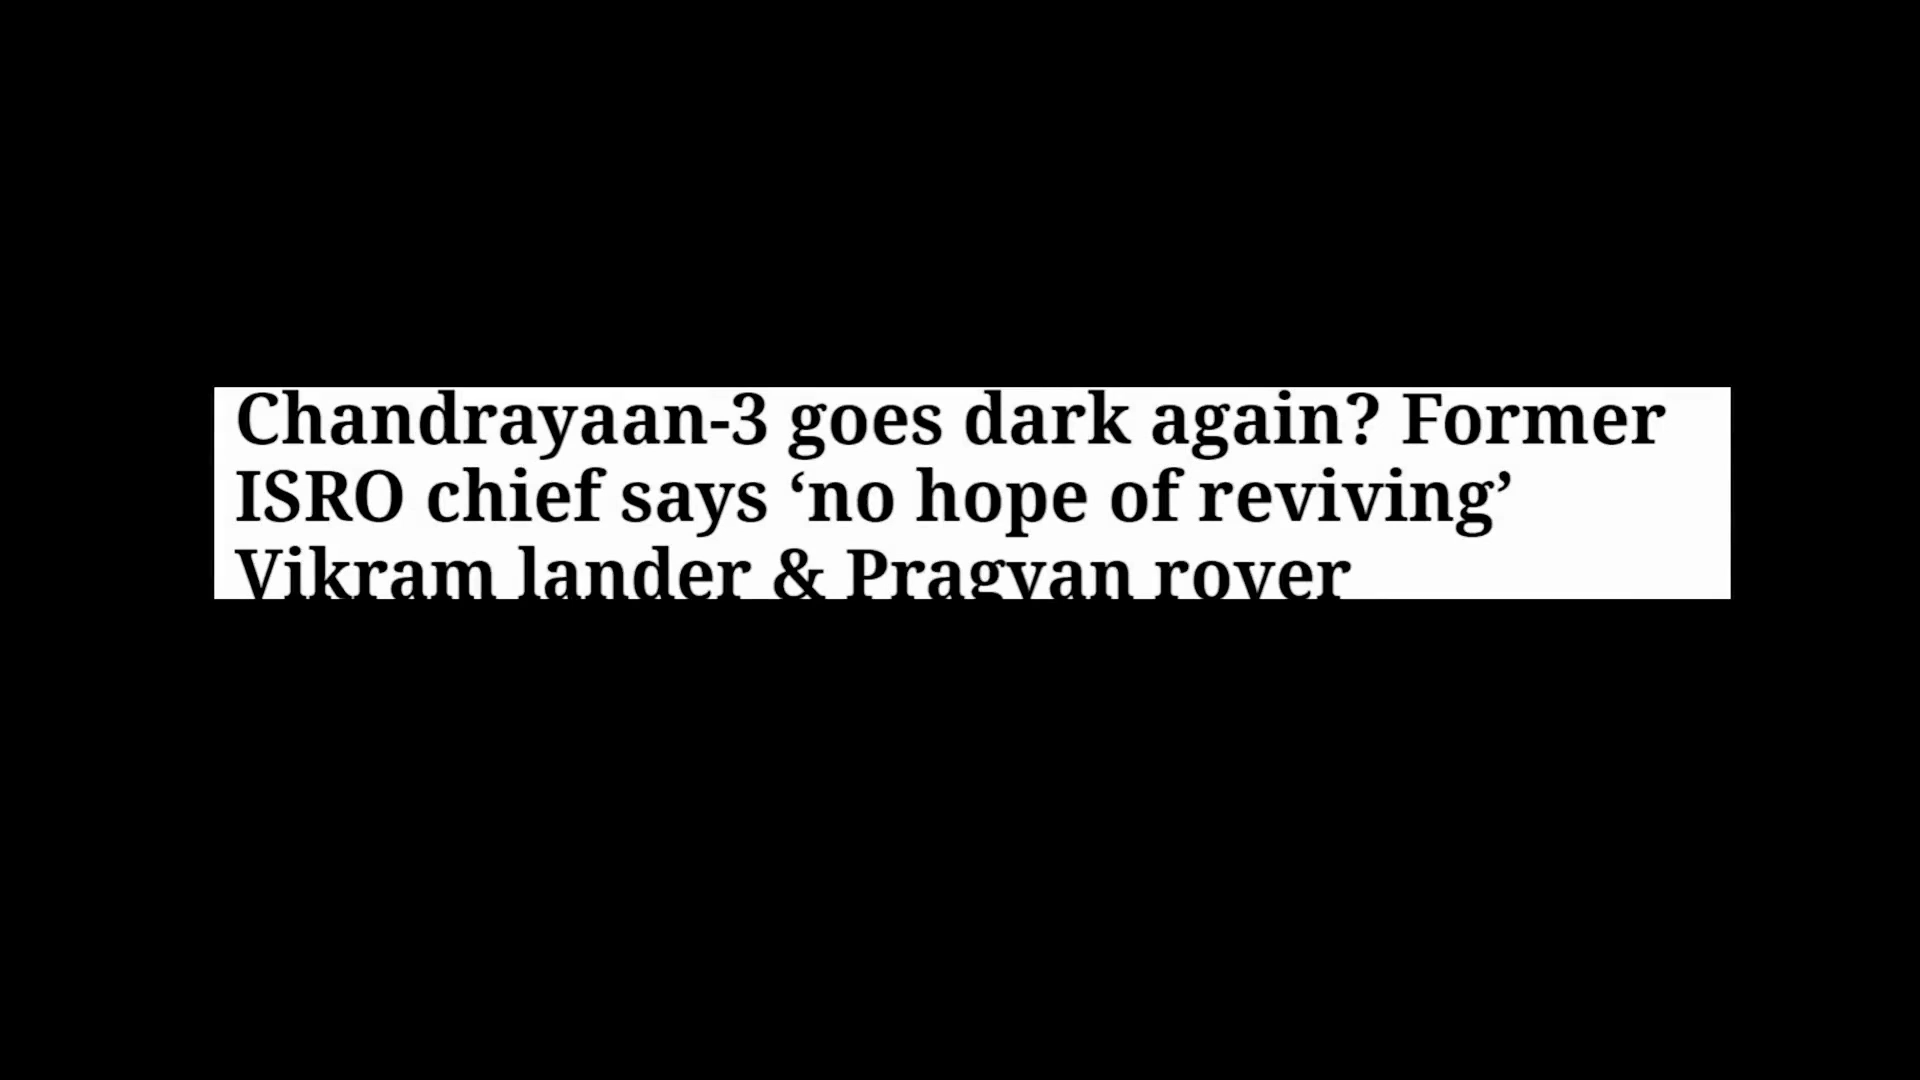 Chandrayaan-3 goes dark again? Former
ISRO chief says ‘no hope of reviving’
Vikram lander & Pragyan rover